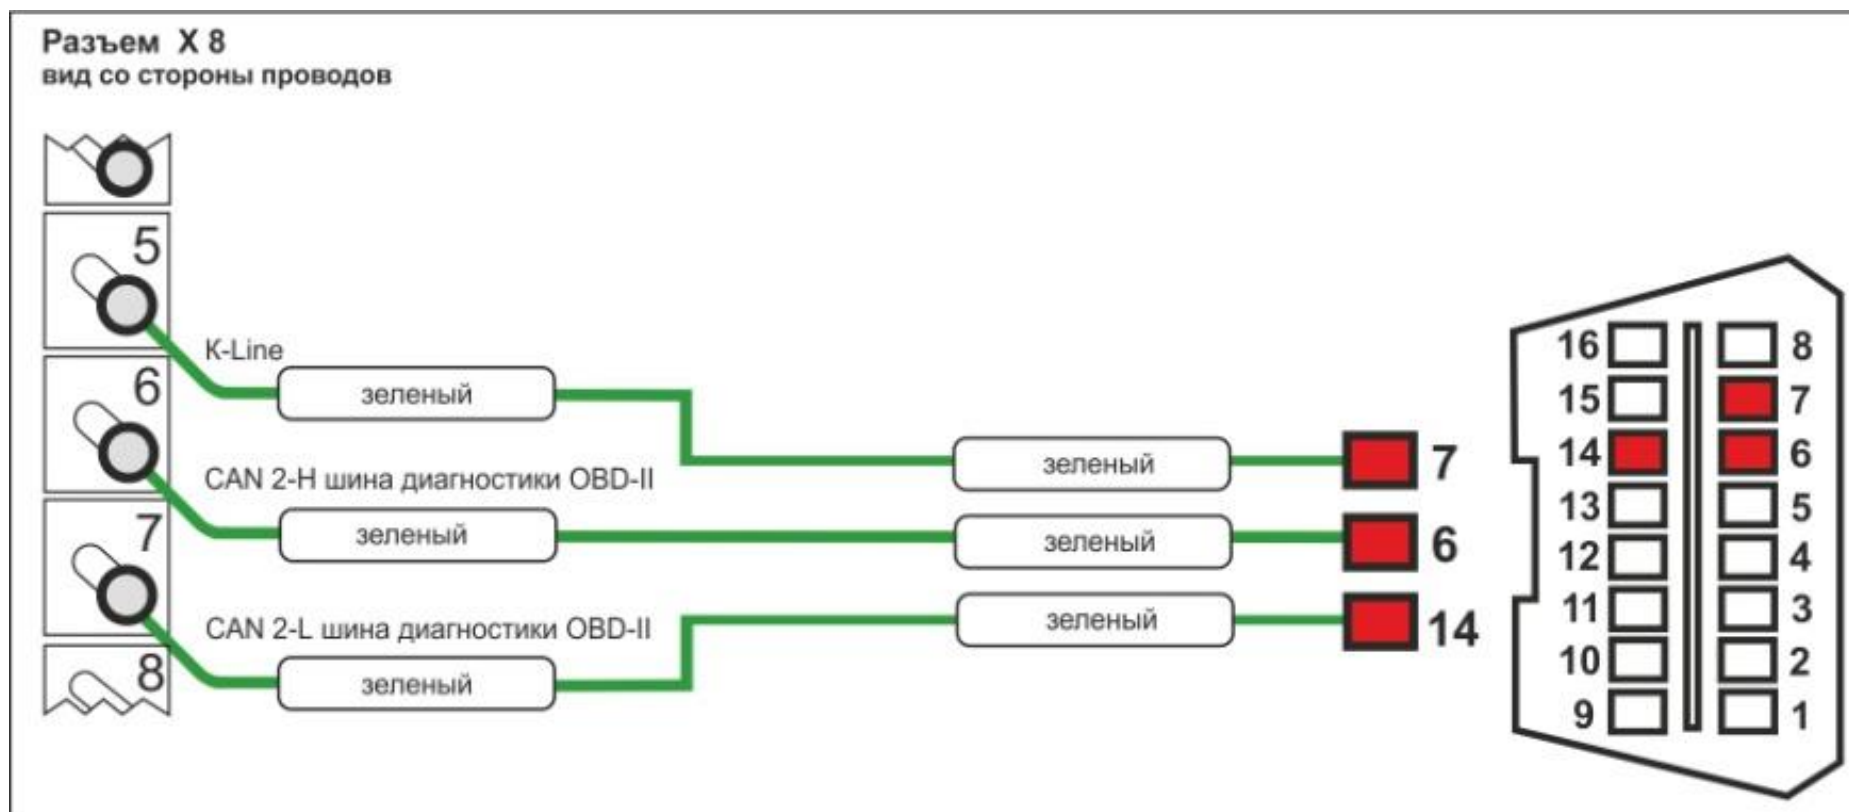 Разъем X 8
вид со стороны проводов
5
K-Line
зеленый
6
CAN 2-H шина диагностики OBD-II
зеленый
7
CAN 2-L шина диагностики OBD-II
зеленый
8
зеленый
7
зеленый
6
зеленый
14
16 8
15 7
14 6
13 5
12 4
11 3
10 2
9 1